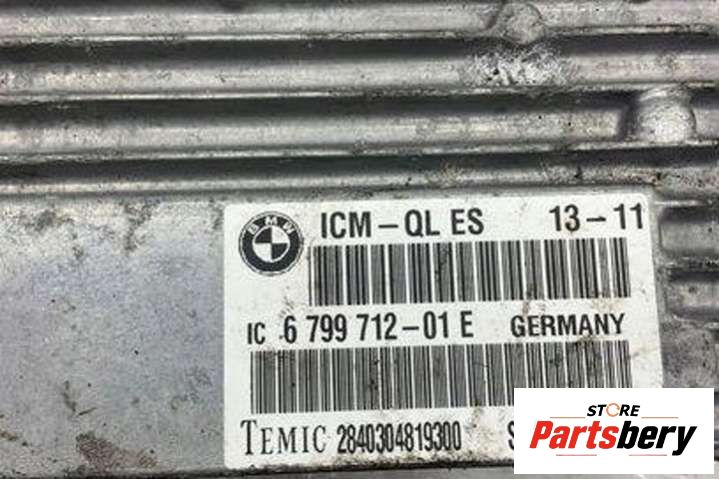 BMW
ICM-QL ES 13-11
IC 6 799 712-01 E GERMANY
TEMIC 2840304819300 S
STORE
Partsbery